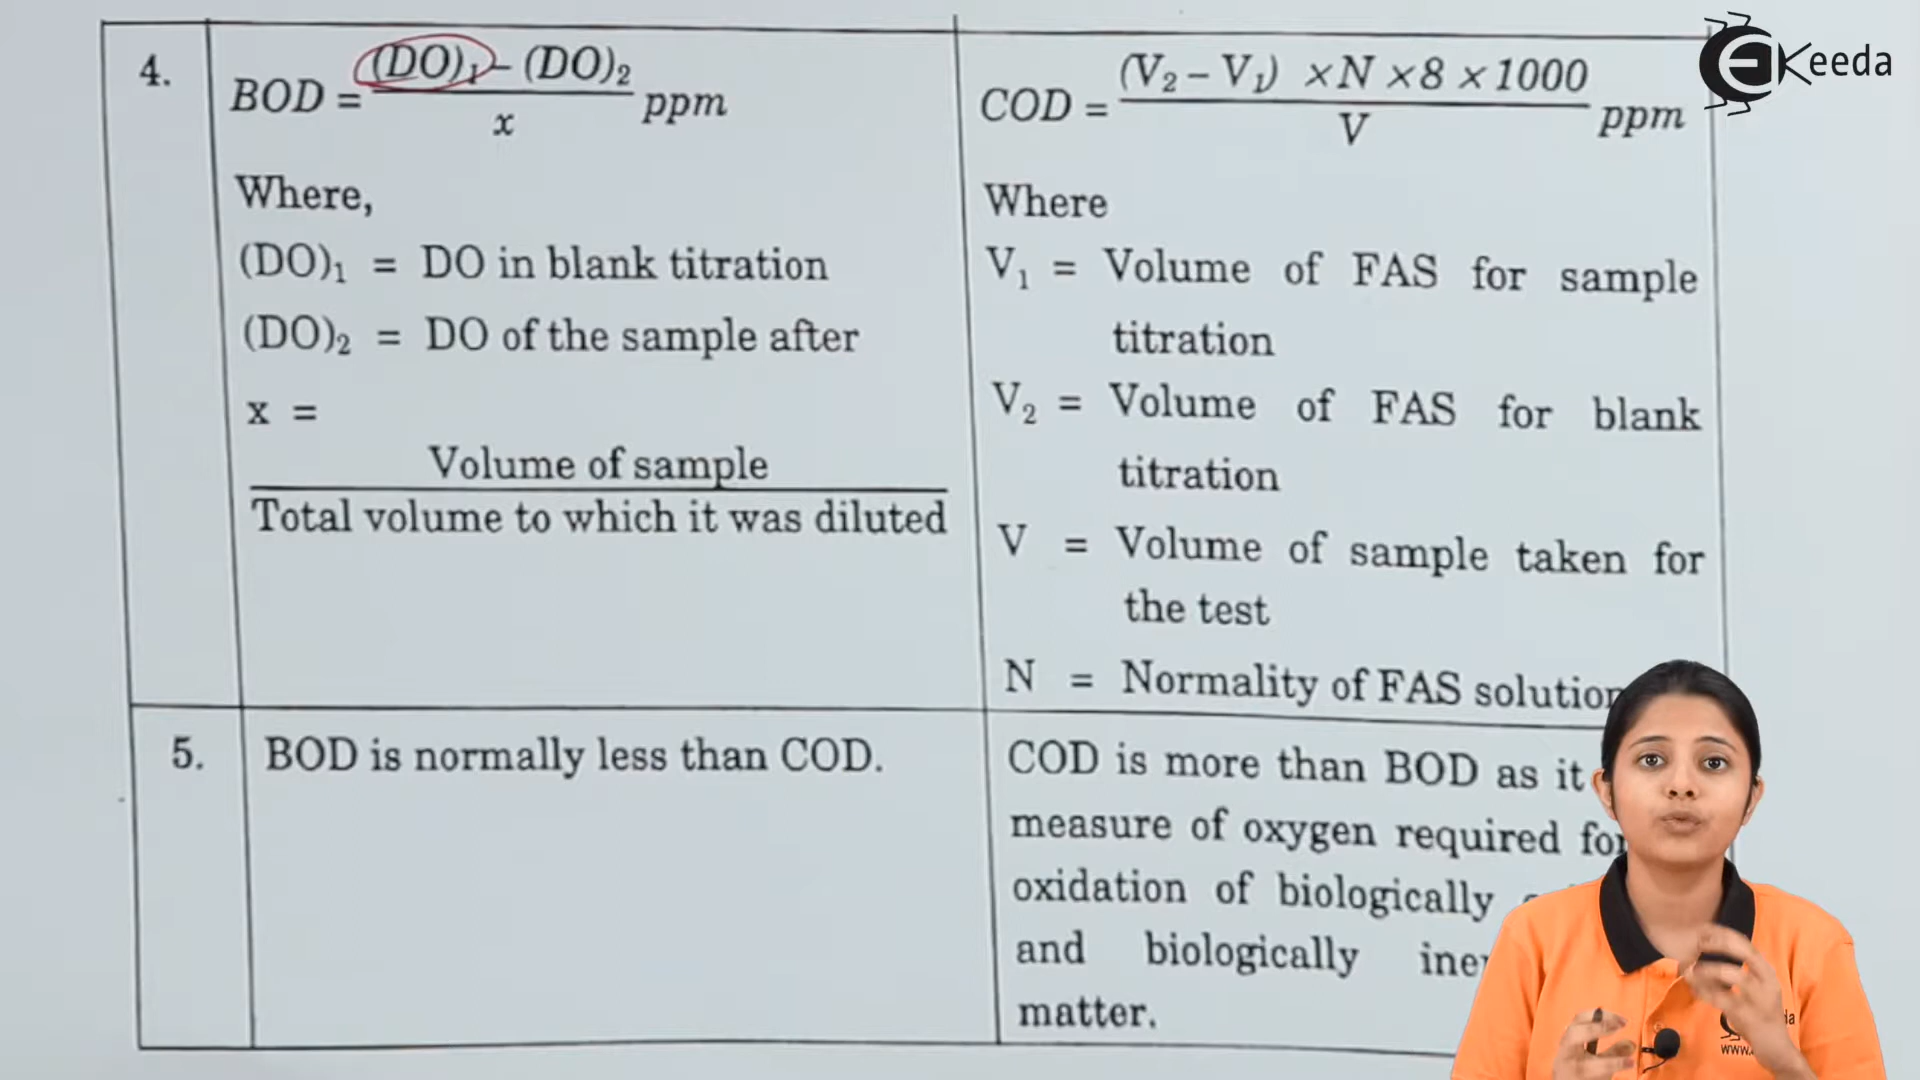 4.
BOD = (DO)₁ – (DO)₂ / x ppm
Where,
(DO)₁ = DO in blank titration
(DO)₂ = DO of the sample after
x =
Volume of sample
Total volume to which it was diluted
COD = (V₂ – V₁) × N × 8 × 1000 / V ppm
Where
V₁ = Volume of FAS for sample
titration
V₂ = Volume of FAS for blank
titration
V = Volume of sample taken for
the test
N = Normality of FAS solution
5.
BOD is normally less than COD.
COD is more than BOD as it
measure of oxygen required for
oxidation of biologically
and biologically
matter.
EKeeda
www.